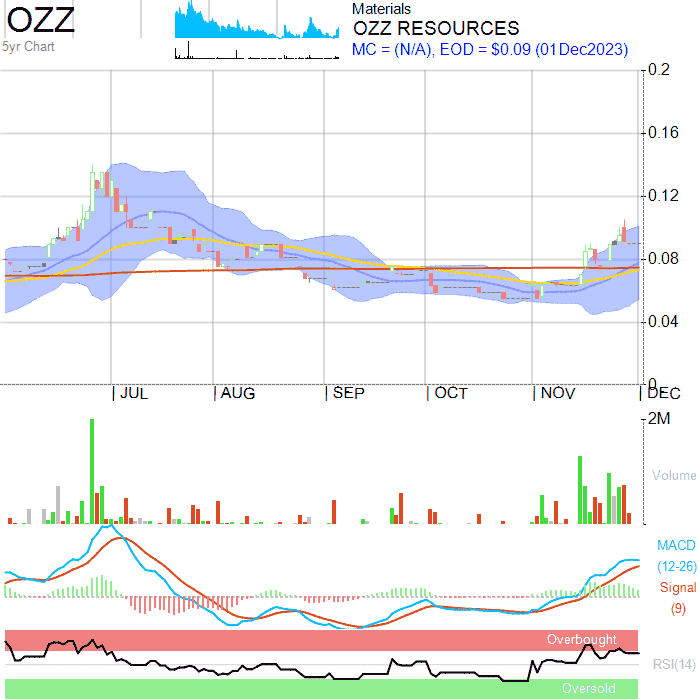 OZZ
5yr Chart
Materials
OZZ RESOURCES
MC = (N/A), EOD = $0.09 (01Dec2023)
0.2
0.16
0.12
0.08
0.04
0
| JUL | AUG | SEP | OCT | NOV | DEC
2M
Volume
MACD
(12-26)
Signal
(9)
Overbought
RSI(14)
Oversold